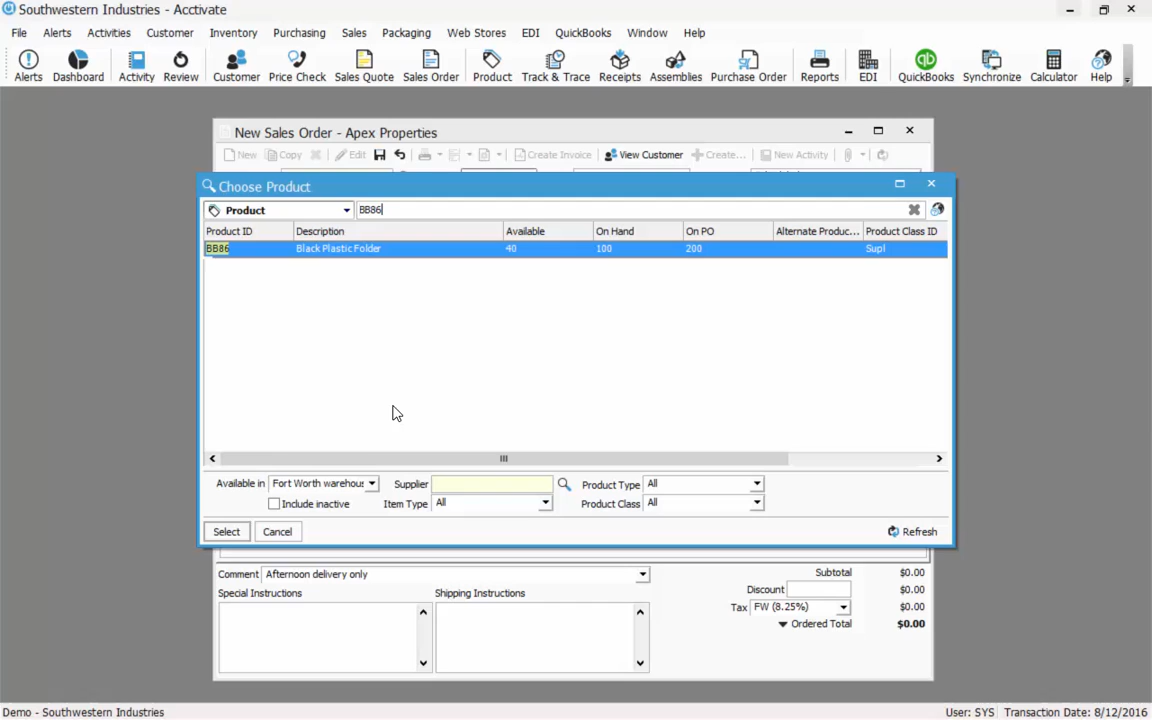 Southwestern Industries - Acctivate
File Alerts Activities Customer Inventory Purchasing Sales Packaging Web Stores EDI QuickBooks Window Help
Alerts Dashboard Activity Review Customer Price Check Sales Quote Sales Order Product Track & Trace Receipts Assemblies Purchase Order Reports EDI QuickBooks Synchronize Calculator Help
New Sales Order - Apex Properties
New Copy Edit Create Invoice View Customer Create... New Activity
Choose Product
Product BB86
Product ID Description Available On Hand On PO Alternate Produc... Product Class ID
BB86 Black Plastic Folder 40 100 200 Supl
Available in Fort Worth warehous Supplier Product Type All
Include inactive Item Type All Product Class All
Select Cancel Refresh
Comment Afternoon delivery only Subtotal $0.00
Special Instructions Shipping Instructions Discount $0.00
Tax FW (8.25%) $0.00
Ordered Total $0.00
Demo - Southwestern Industries User: SYS Transaction Date: 8/12/2016